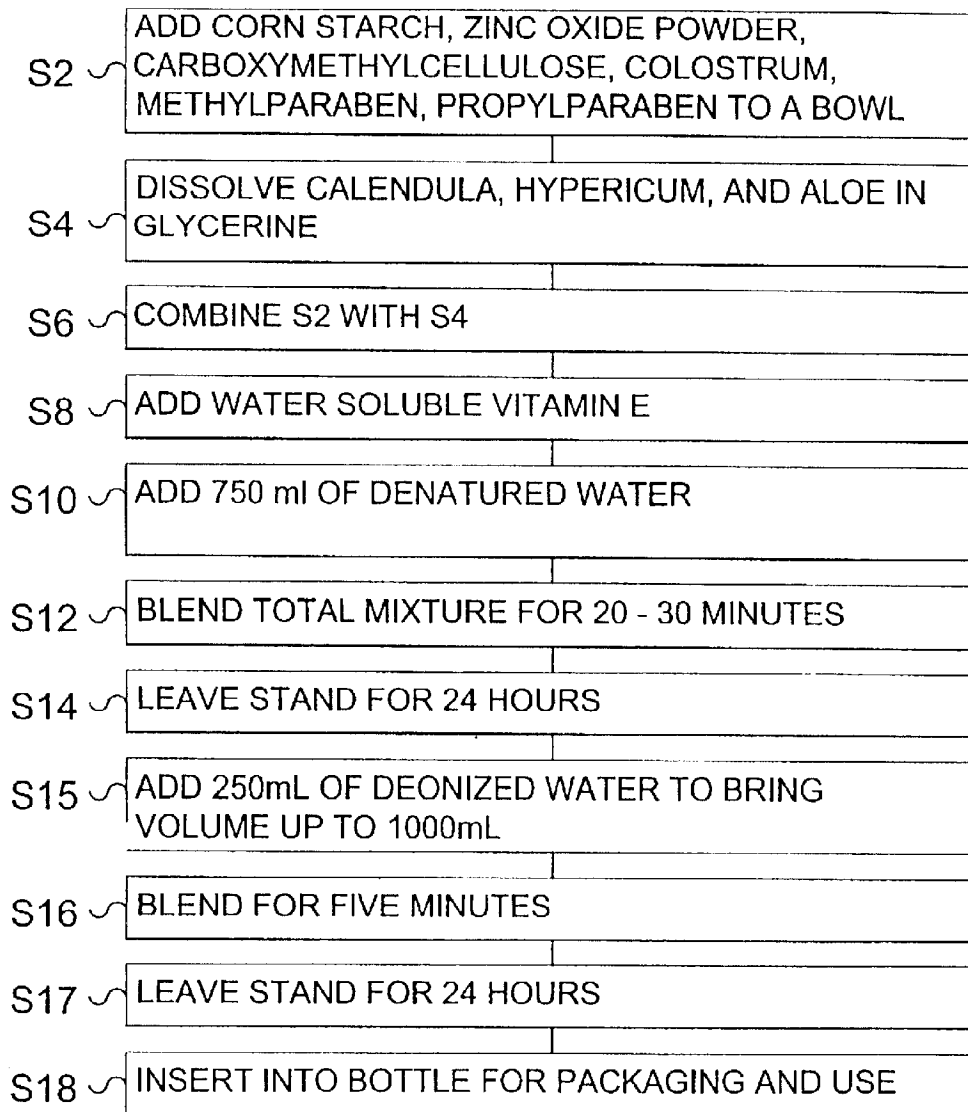 ADD CORN STARCH, ZINC OXIDE POWDER,
S2 CARBOXYMETHYLCELLULOSE, COLOSTRUM,
METHYLPARABEN, PROPYLPARABEN TO A BOWL
DISSOLVE CALENDULA, HYPERICUM, AND ALOE IN
S4 GLYCERINE
S6 COMBINE S2 WITH S4
S8 ADD WATER SOLUBLE VITAMIN E
S10 ADD 750 ml OF DENATURED WATER
S12 BLEND TOTAL MIXTURE FOR 20 - 30 MINUTES
S14 LEAVE STAND FOR 24 HOURS
S15 ADD 250mL OF DEONIZED WATER TO BRING
VOLUME UP TO 1000mL
S16 BLEND FOR FIVE MINUTES
S17 LEAVE STAND FOR 24 HOURS
S18 INSERT INTO BOTTLE FOR PACKAGING AND USE